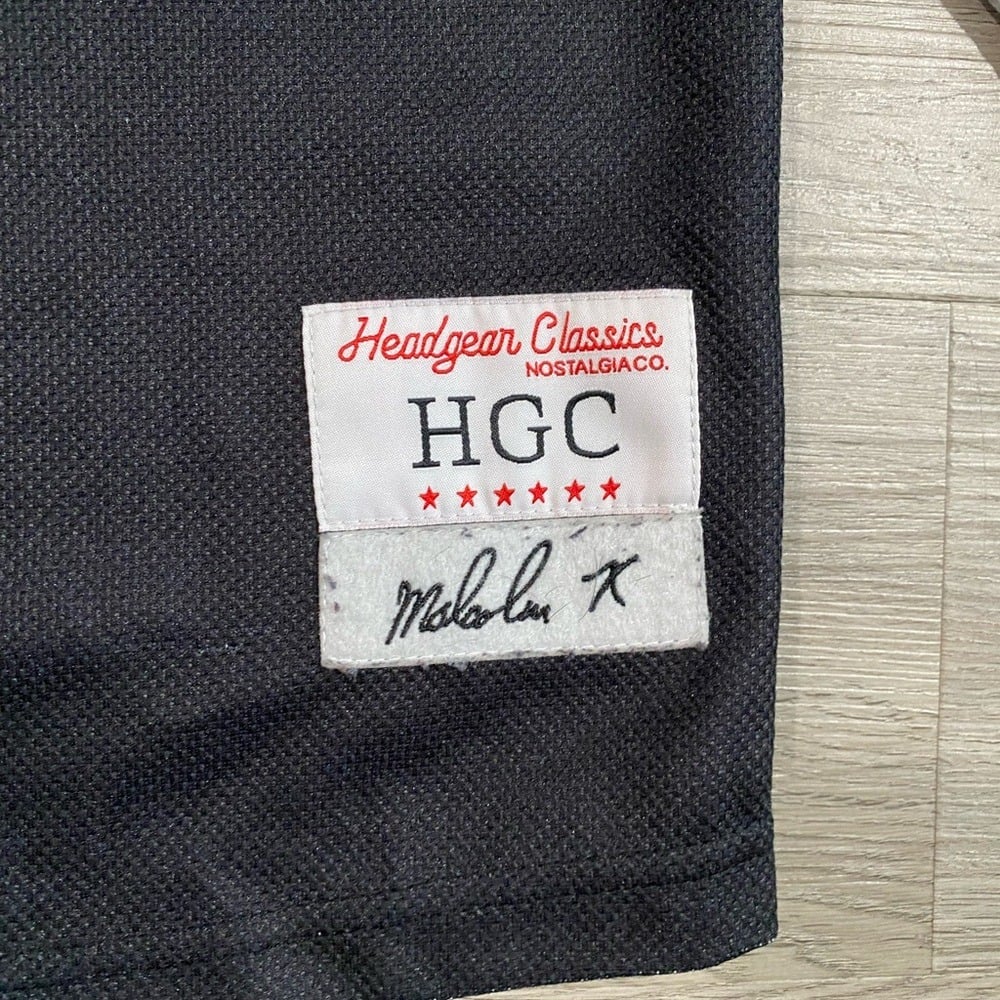 Headgear Classics
NOSTALGIA CO.
HGC
Malcolm X